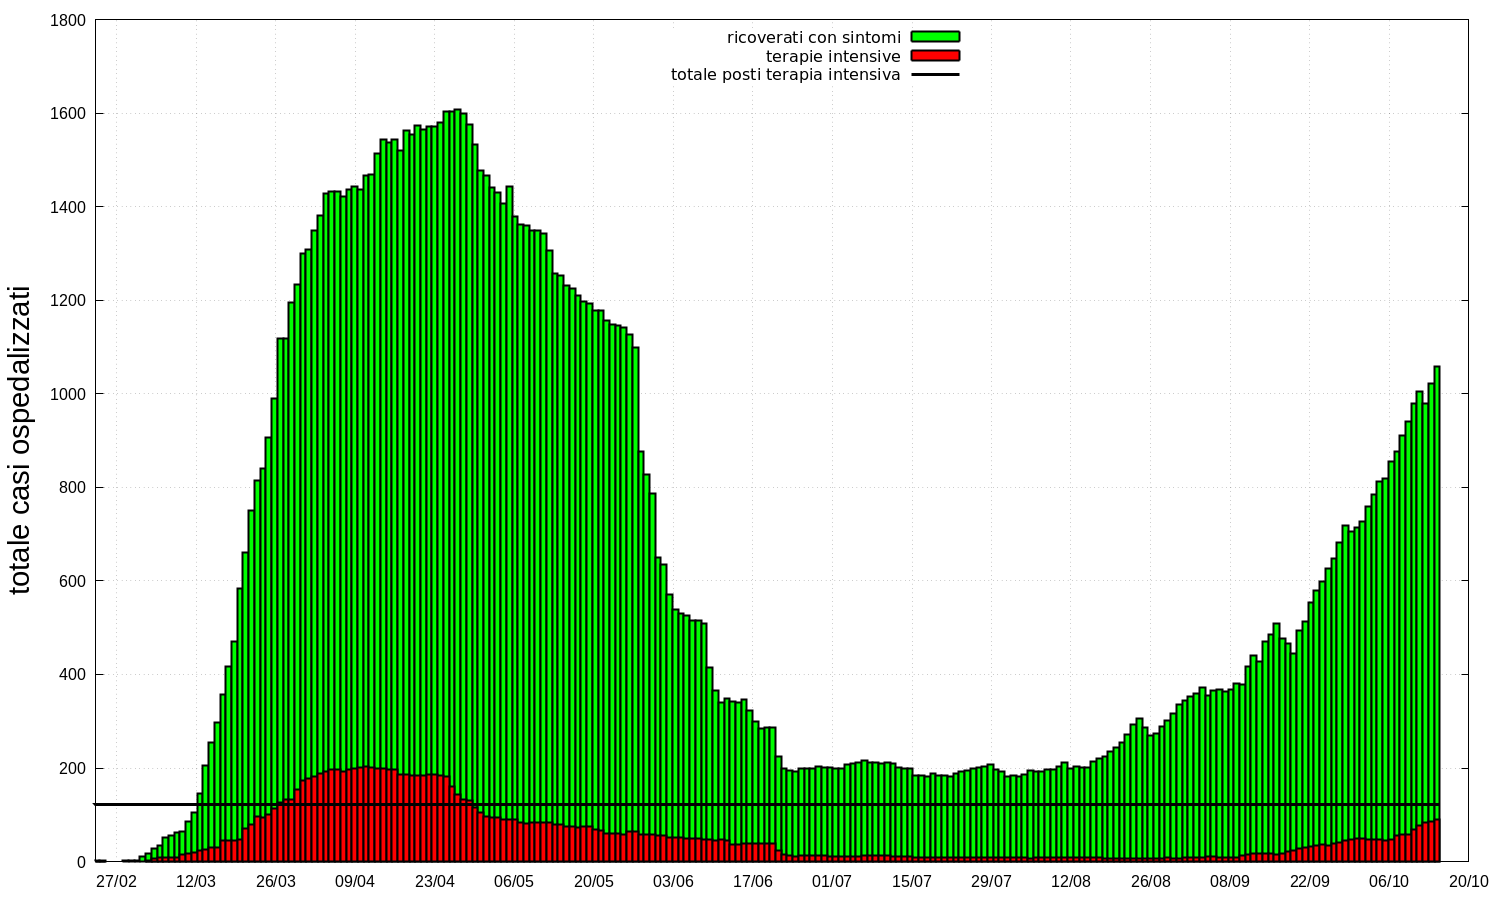 1800
1600
1400
1200
1000
800
600
400
200
0
totale casi ospedalizzati
ricoverati con sintomi
terapie intensive
totale posti terapia intensiva
27/02 12/03 26/03 09/04 23/04 06/05 20/05 03/06 17/06 01/07 15/07 29/07 12/08 26/08 08/09 22/09 06/10 20/10